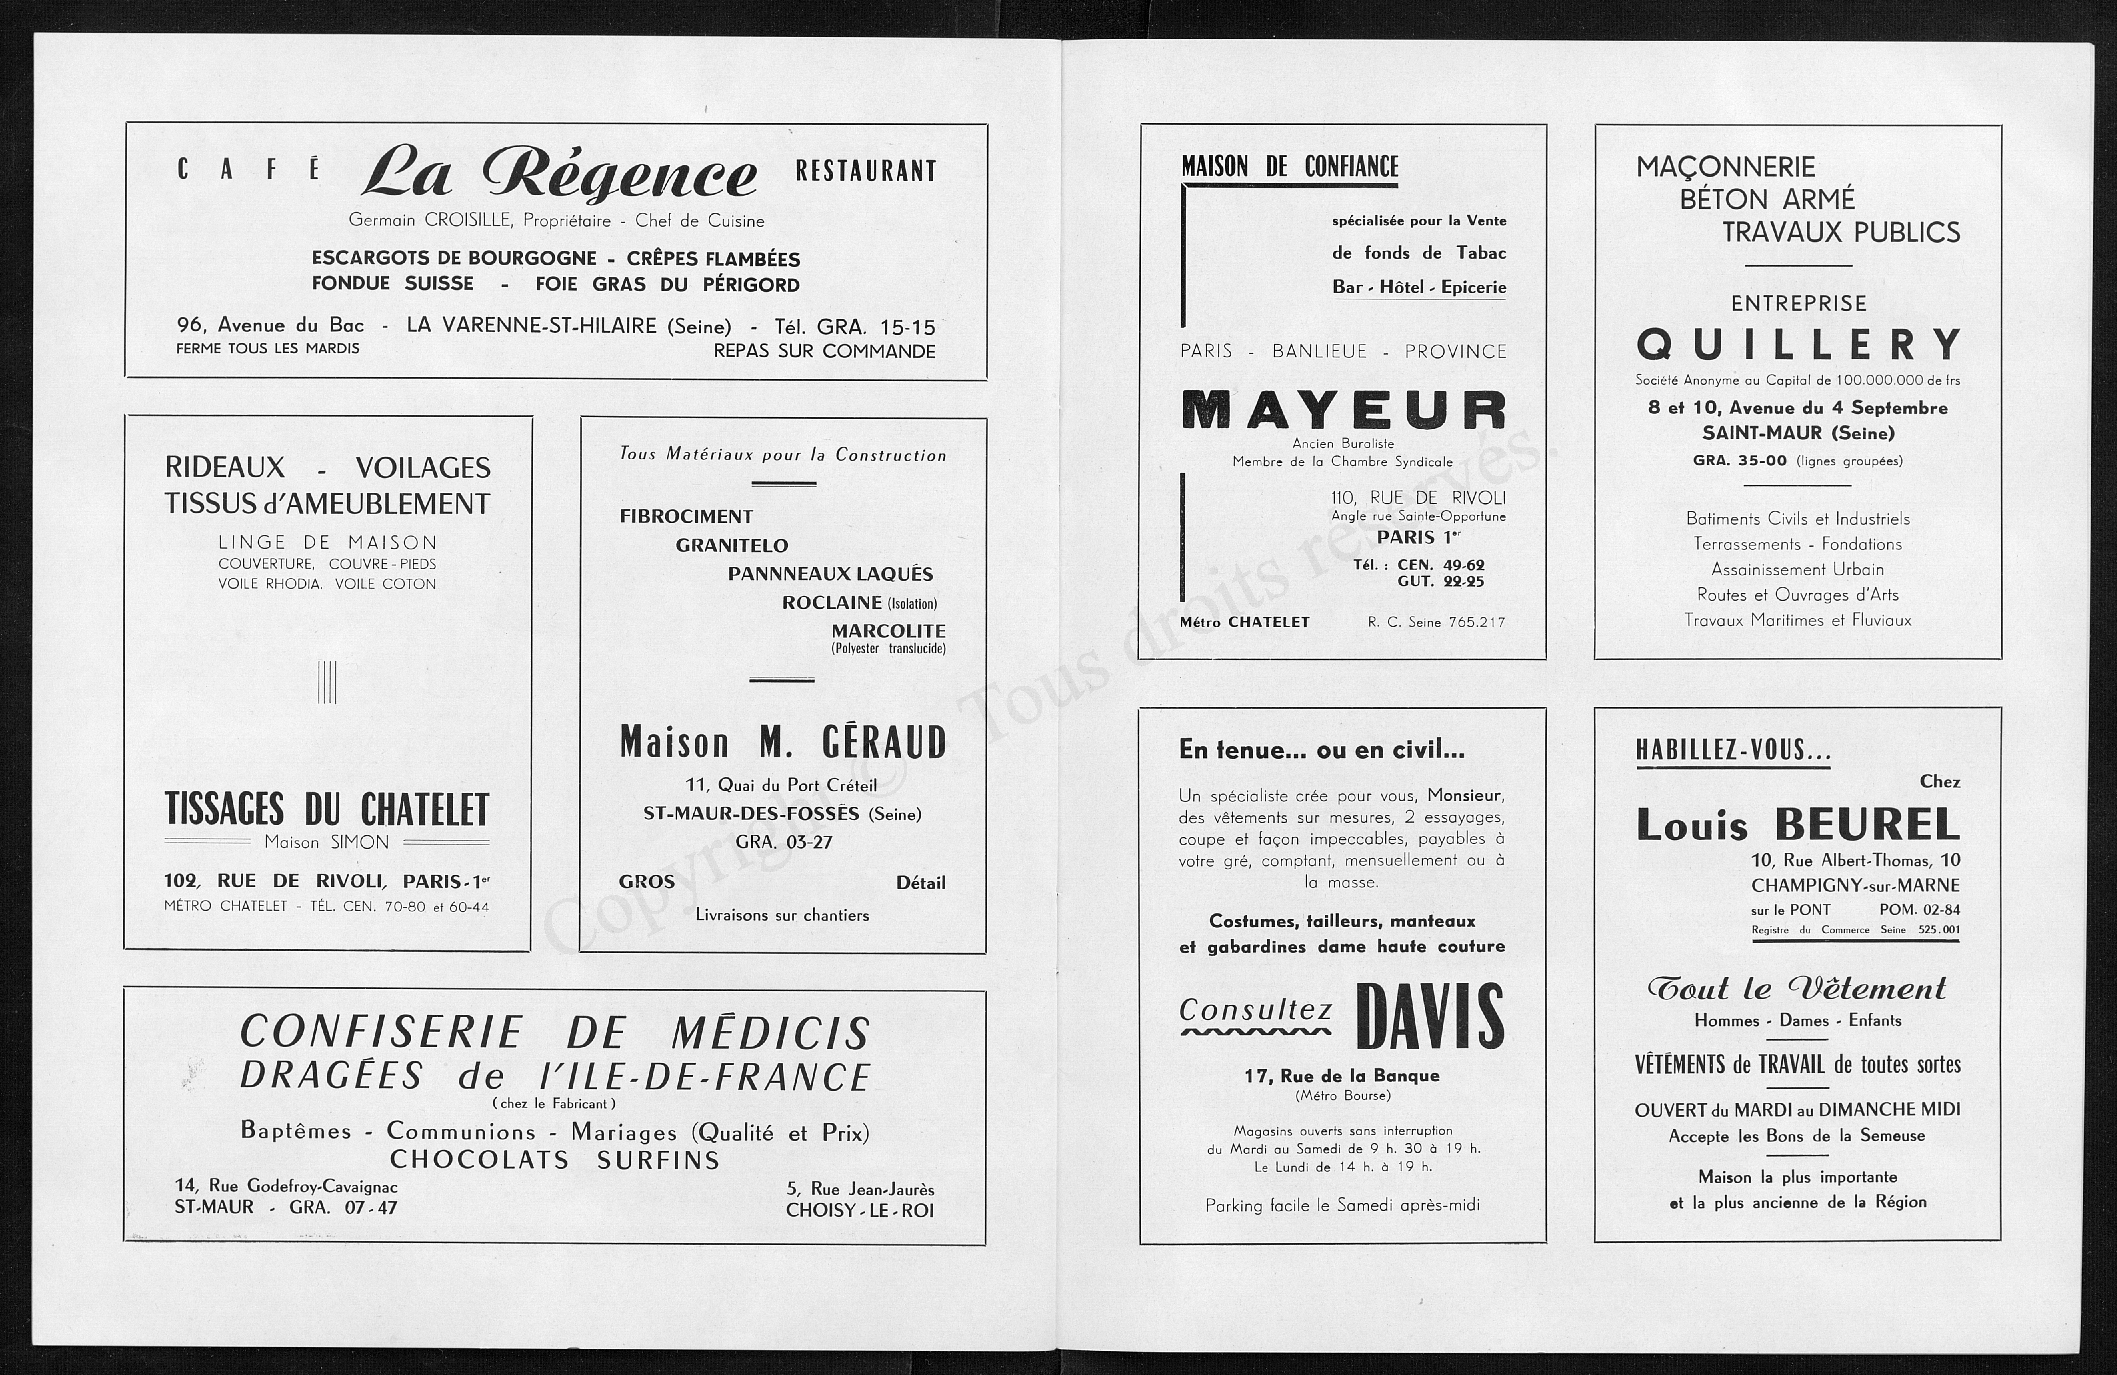 CAFÉ La Régence RESTAURANT
Germain CROISILLE, Propriétaire - Chef de Cuisine
ESCARGOTS DE BOURGOGNE - CRÊPES FLAMBÉES
FONDUE SUISSE - FOIE GRAS DU PÉRIGORD
96, Avenue du Bac - LA VARENNE-ST-HILAIRE (Seine) - Tél. GRA. 15-15
FERME TOUS LES MARDIS REPAS SUR COMMANDE
RIDEAUX - VOILAGES
TISSUS d'AMEUBLEMENT
LINGE DE MAISON
COUVERTURE, COUVRE-PIEDS
VOILE RHODIA, VOILE COTON
TISSAGES DU CHATELET
Maison SIMON
102, RUE DE RIVOLI, PARIS-1er
MÉTRO CHATELET - TÉL. CEN. 70-80 et 60-44
Tous Matériaux pour la Construction
FIBROCIMENT
GRANITELO
PANNNEAUX LAQUÉS
ROCLAINE (Isolation)
MARCOLITE
(Polyester translucide)
Maison M. GÉRAUD
11, Quai du Port Créteil
ST-MAUR-DES-FOSSÉS (Seine)
GRA. 03-27
GROS Détail
Livraisons sur chantiers
CONFISERIE DE MÉDICIS
DRAGÉES de l'ILE-DE-FRANCE
(chez le Fabricant)
Baptêmes - Communions - Mariages (Qualité et Prix)
CHOCOLATS SURFINS
14, Rue Godefroy-Cavaignac 5, Rue Jean-Jaurès
ST-MAUR - GRA. 07-47 CHOISY-LE-ROI
MAISON DE CONFIANCE
spécialisée pour la Vente
de fonds de Tabac
Bar - Hôtel - Epicerie
PARIS - BANLIEUE - PROVINCE
MAYEUR
Ancien Buraliste
Membre de la Chambre Syndicale
110, RUE DE RIVOLI
Angle rue Sainte-Opportune
PARIS 1er
Tél. : CEN. 49-62
GUT. 22-25
Métro CHATELET R. C. Seine 765.217
MAÇONNERIE
BÉTON ARMÉ
TRAVAUX PUBLICS
ENTREPRISE
QUILLERY
Société Anonyme au Capital de 100.000.000 de frs
8 et 10, Avenue du 4 Septembre
SAINT-MAUR (Seine)
GRA. 35-00 (lignes groupées)
Batiments Civils et Industriels
Terrassements - Fondations
Assainissement Urbain
Routes et Ouvrages d'Arts
Travaux Maritimes et Fluviaux
En tenue... ou en civil...
Un spécialiste crée pour vous, Monsieur,
des vêtements sur mesures, 2 essayages,
coupe et façon impeccables, payables à
votre gré, comptant, mensuellement ou à
la masse.
Costumes, tailleurs, manteaux
et gabardines dame haute couture
Consultez DAVIS
17, Rue de la Banque
(Métro Bourse)
Magasins ouverts sans interruption
du Mardi au Samedi de 9 h. 30 à 19 h.
Le Lundi de 14 h. à 19 h.
Parking facile le Samedi après-midi
HABILLEZ-VOUS...
Chez
Louis BEUREL
10, Rue Albert-Thomas, 10
CHAMPIGNY-sur-MARNE
sur le PONT POM. 02-84
Registre du Commerce Seine 525.001
Tout le Vêtement
Hommes - Dames - Enfants
VÊTÉMENTS de TRAVAIL de toutes sortes
OUVERT du MARDI au DIMANCHE MIDI
Accepte les Bons de la Semeuse
Maison la plus importante
et la plus ancienne de la Région
Copyright © Tous droits réservés.